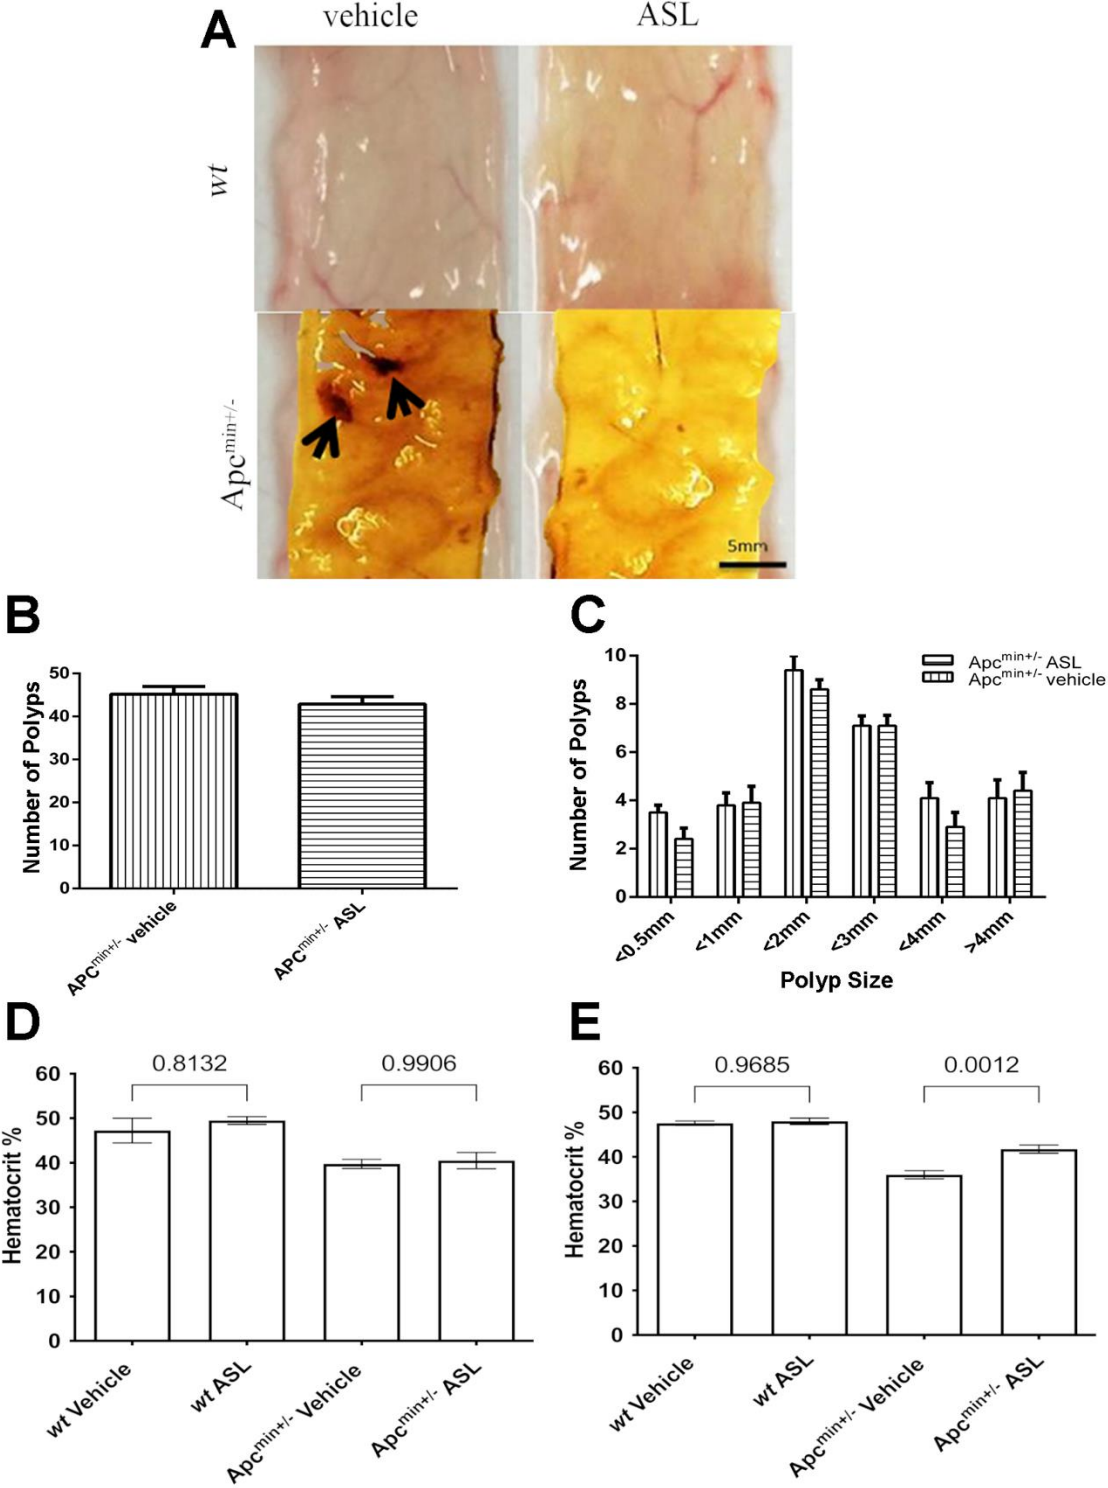 A
vehicle
ASL
wt
Apcmin+/-
5mm
B
Number of Polyps
50
40
30
20
10
0
APCmin+/- vehicle
APCmin+/- ASL
C
Number of Polyps
10
8
6
4
2
0
Apcmin+/- ASL
Apcmin+/- vehicle
<0.5mm
<1mm
<2mm
<3mm
<4mm
>4mm
Polyp Size
D
Hematocrit %
60
50
40
30
20
10
0
0.8132
0.9906
wt Vehicle
wt ASL
Apcmin+/- Vehicle
Apcmin+/- ASL
E
Hematocrit %
60
50
40
30
20
10
0
0.9685
0.0012
wt Vehicle
wt ASL
Apcmin+/- Vehicle
Apcmin+/- ASL